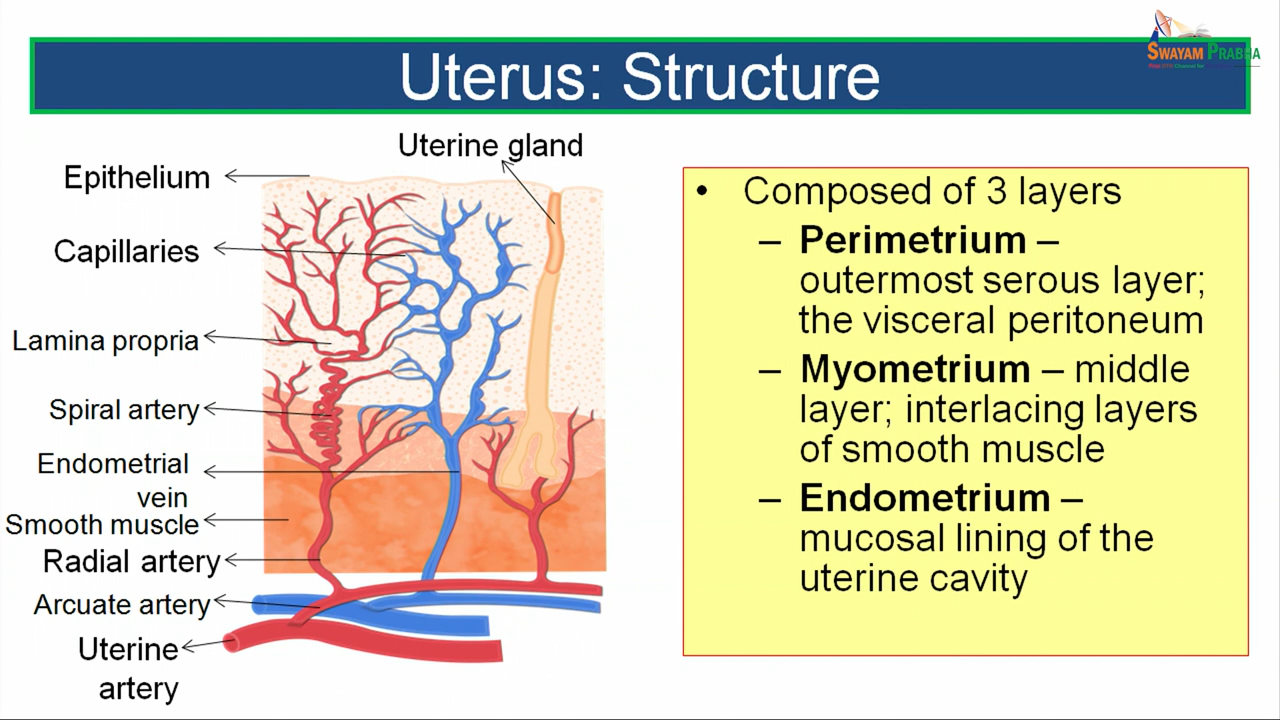 SWAYAM PRABHA
Uterus: Structure
Uterine gland
Epithelium
Capillaries
Lamina propria
Spiral artery
Endometrial
vein
Smooth muscle
Radial artery
Arcuate artery
Uterine
artery
• Composed of 3 layers
– Perimetrium –
outermost serous layer;
the visceral peritoneum
– Myometrium – middle
layer; interlacing layers
of smooth muscle
– Endometrium –
mucosal lining of the
uterine cavity